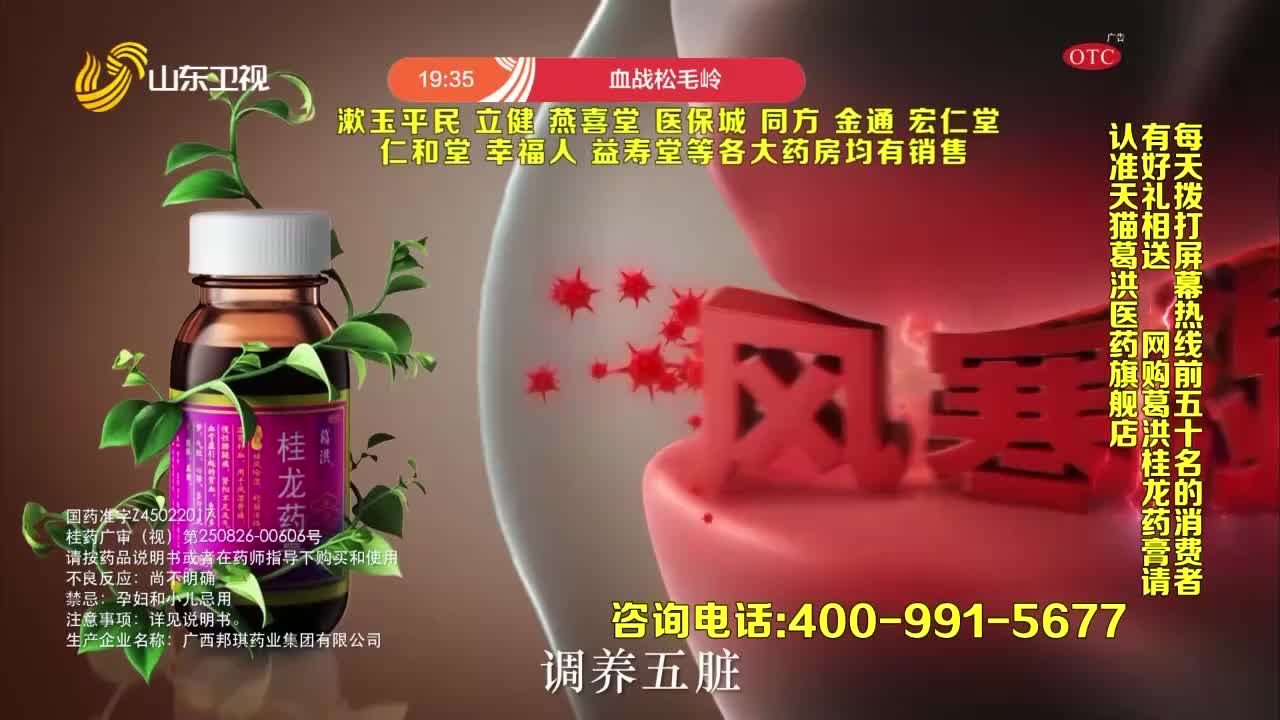 山东卫视
19:35 血战松毛岭
广告
OTC
漱玉平民 立健 燕喜堂 医保城 同方 金通 宏仁堂
仁和堂 幸福人 益寿堂等各大药房均有销售
每天拨打屏幕热线前五十名的消费者
有好礼相送 网购葛洪桂龙药膏请
认准天猫葛洪医药旗舰店
风寒
葛洪
桂龙药
国药准字Z45022017
桂药广审（视）第250826-00606号
请按药品说明书或者在药师指导下购买和使用
不良反应：尚不明确
禁忌：孕妇和小儿忌用
注意事项：详见说明书。
生产企业名称：广西邦琪药业集团有限公司
咨询电话:400-991-5677
调养五脏